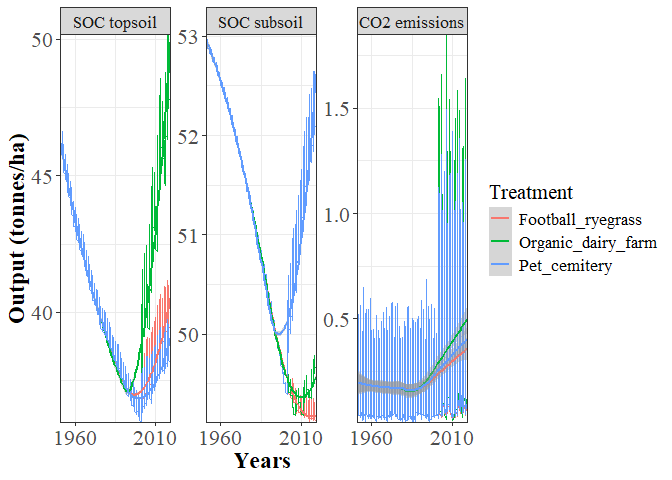 SOC topsoil
SOC subsoil
CO2 emissions
Output (tonnes/ha)
50
45
40
53
52
51
50
1.5
1.0
0.5
1960
2010
1960
2010
1960
2010
Years
Treatment
Football_ryegrass
Organic_dairy_farm
Pet_cemitery